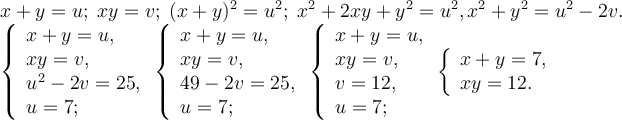 x + y = u; xy = v; (x + y)² = u²; x² + 2xy + y² = u², x² + y² = u² − 2v.
{ x + y = u, { x + y = u, { x + y = u,
xy = v, xy = v, xy = v, { x + y = 7,
u² − 2v = 25, 49 − 2v = 25, v = 12, xy = 12.
u = 7; u = 7; u = 7;